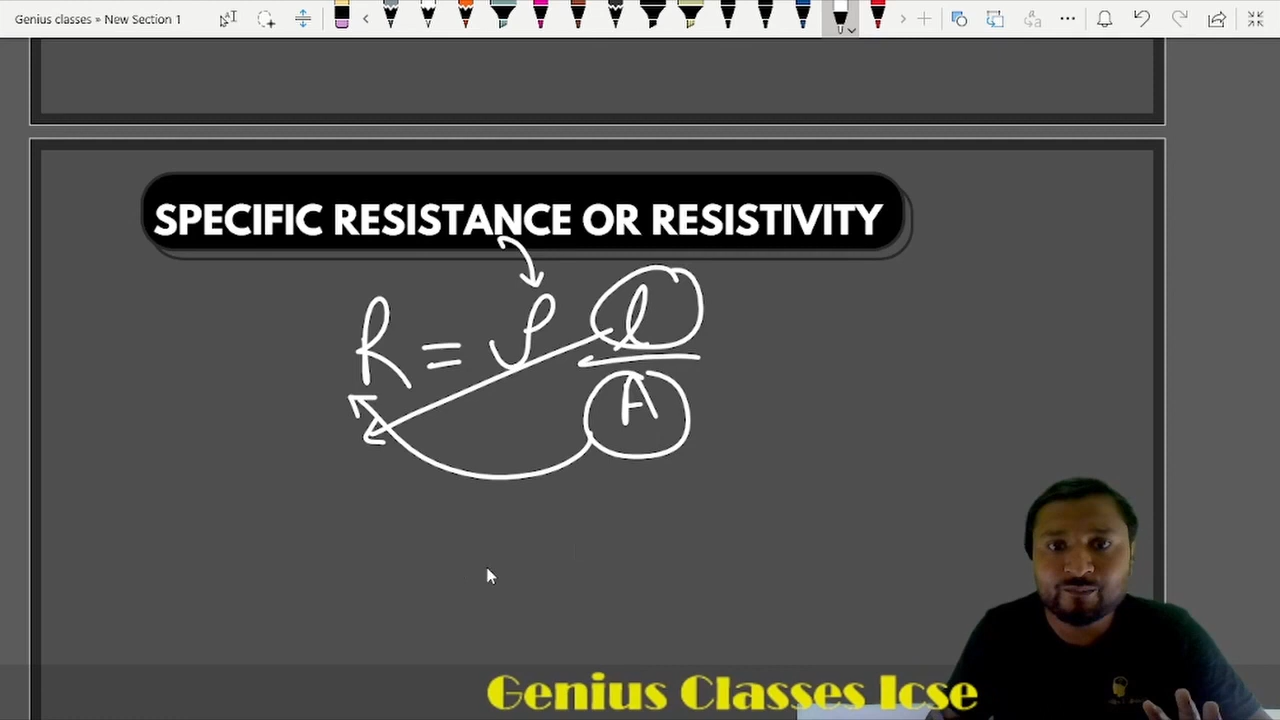 Genius classes » New Section 1
SPECIFIC RESISTANCE OR RESISTIVITY
R = ρ l
A
Genius Classes Icse